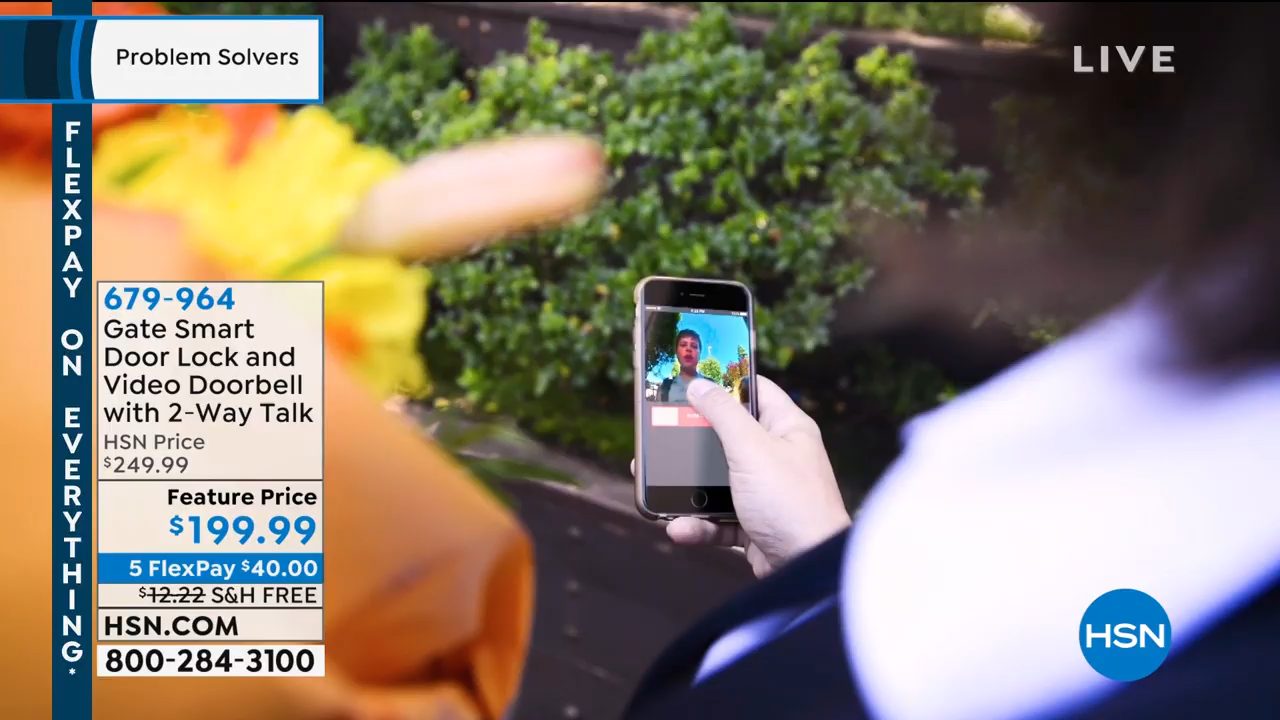 Problem Solvers
LIVE
FLEXPAY ON EVERYTHING*
679-964
Gate Smart
Door Lock and
Video Doorbell
with 2-Way Talk
HSN Price
$249.99
Feature Price
$199.99
5 FlexPay $40.00
$12.22 S&H FREE
HSN.COM
800-284-3100
HSN